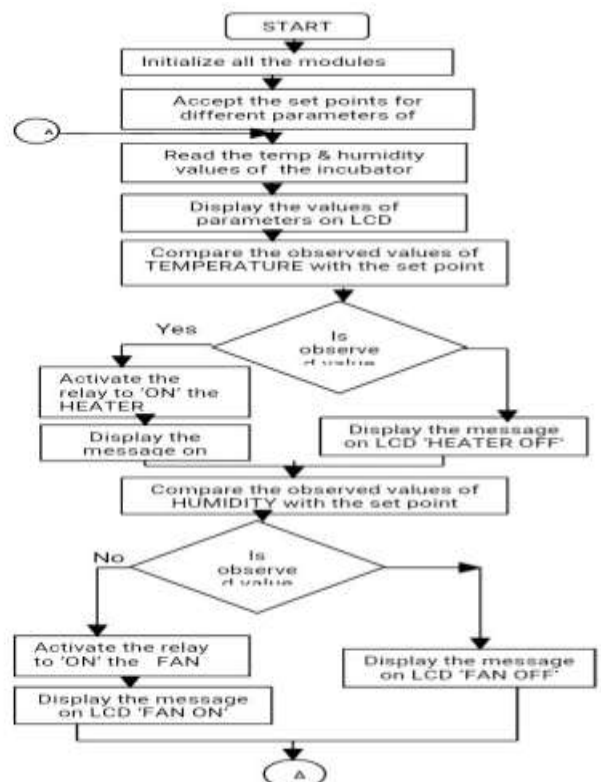 START
Initialize all the modules
Accept the set points for
different parameters of
A
Read the temp & humidity
values of the incubator
Display the values of
parameters on LCD
Compare the observed values of
TEMPERATURE with the set point
Is
observe
d value
Yes
Activate the
relay to 'ON' the
HEATER
Display the
message on
Display the message
on LCD 'HEATER OFF'
Compare the observed values of
HUMIDITY with the set point
Is
observe
d value
No
Activate the relay
to 'ON' the FAN
Display the message
on LCD 'FAN ON'
Display the message
on LCD 'FAN OFF'
A